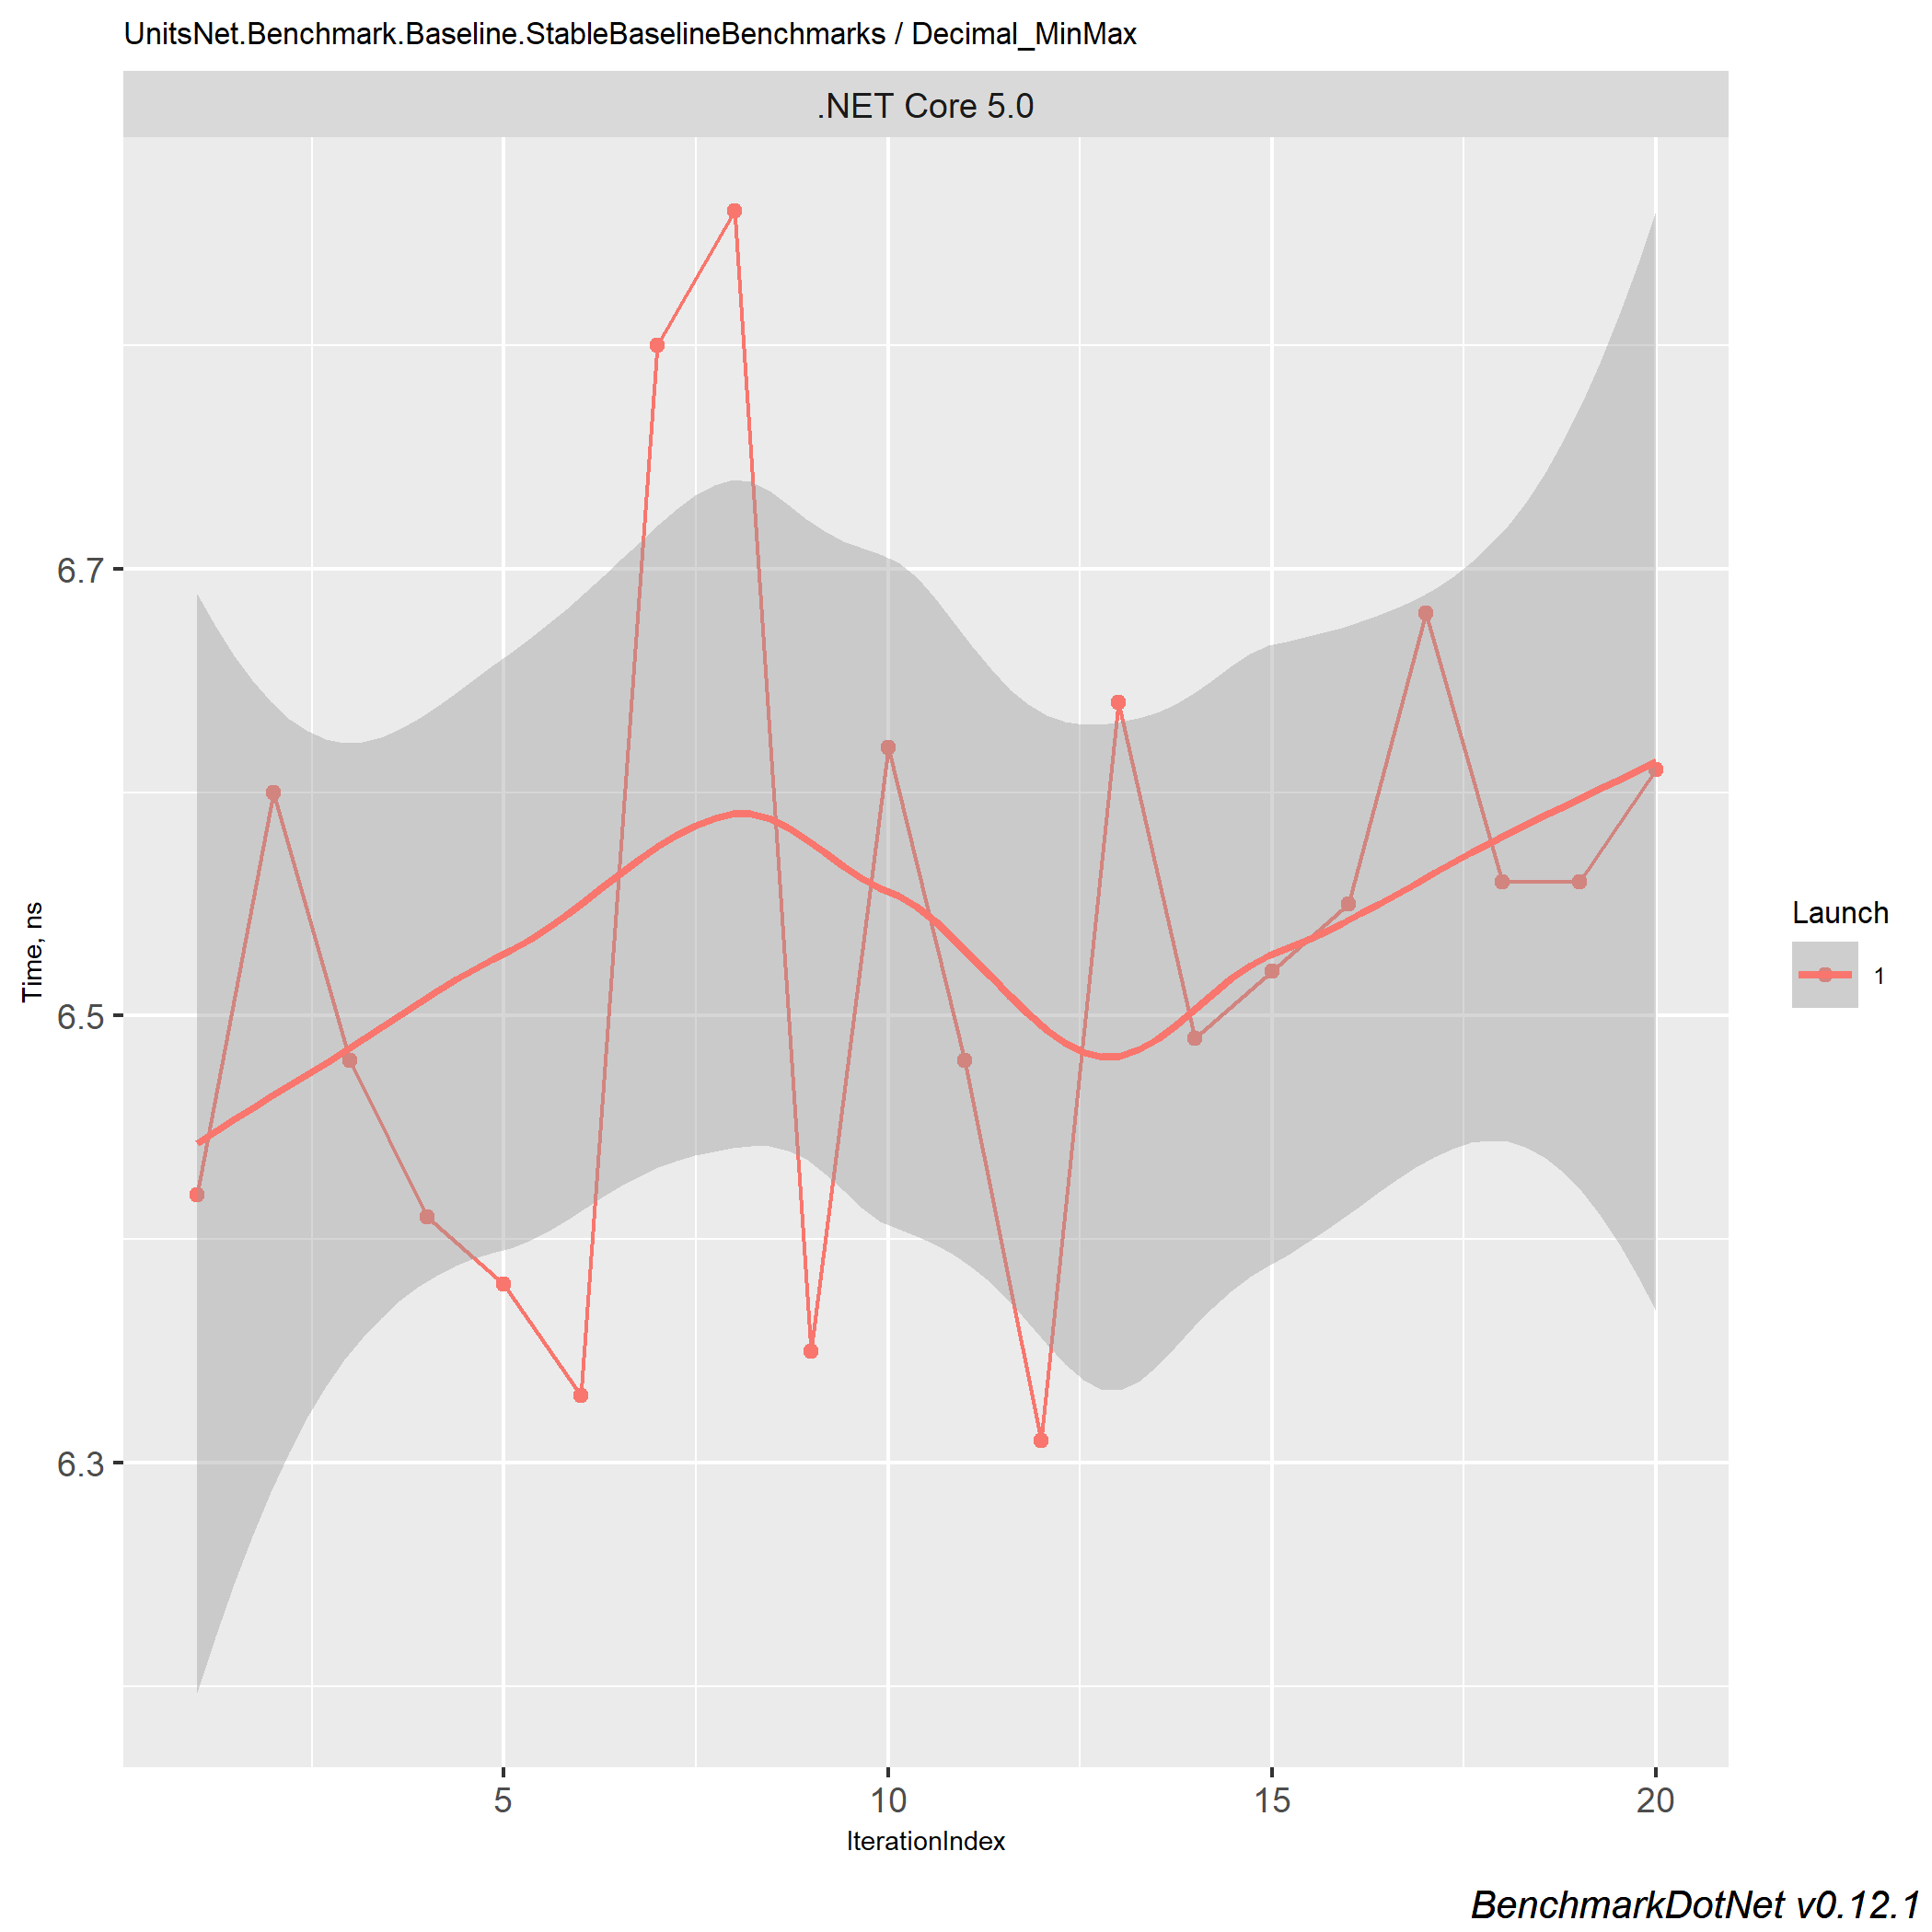 UnitsNet.Benchmark.Baseline.StableBaselineBenchmarks / Decimal_MinMax
.NET Core 5.0
Time, ns
6.7
6.5
6.3
5
10
15
20
IterationIndex
Launch
1
BenchmarkDotNet v0.12.1